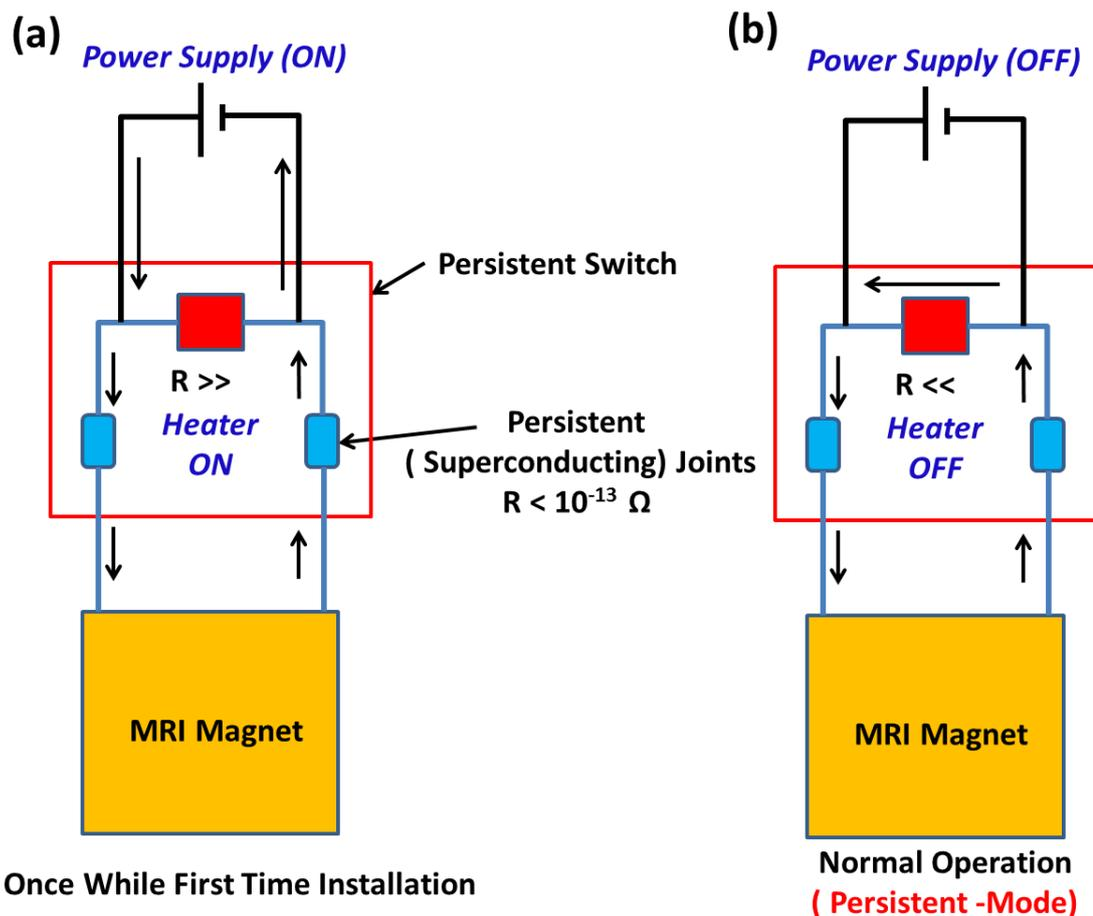 (a)
Power Supply (ON)
Persistent Switch
R >>
Heater
ON
Persistent
( Superconducting) Joints
R < 10⁻¹³ Ω
MRI Magnet
Once While First Time Installation
(b)
Power Supply (OFF)
R <<
Heater
OFF
MRI Magnet
Normal Operation
( Persistent -Mode)